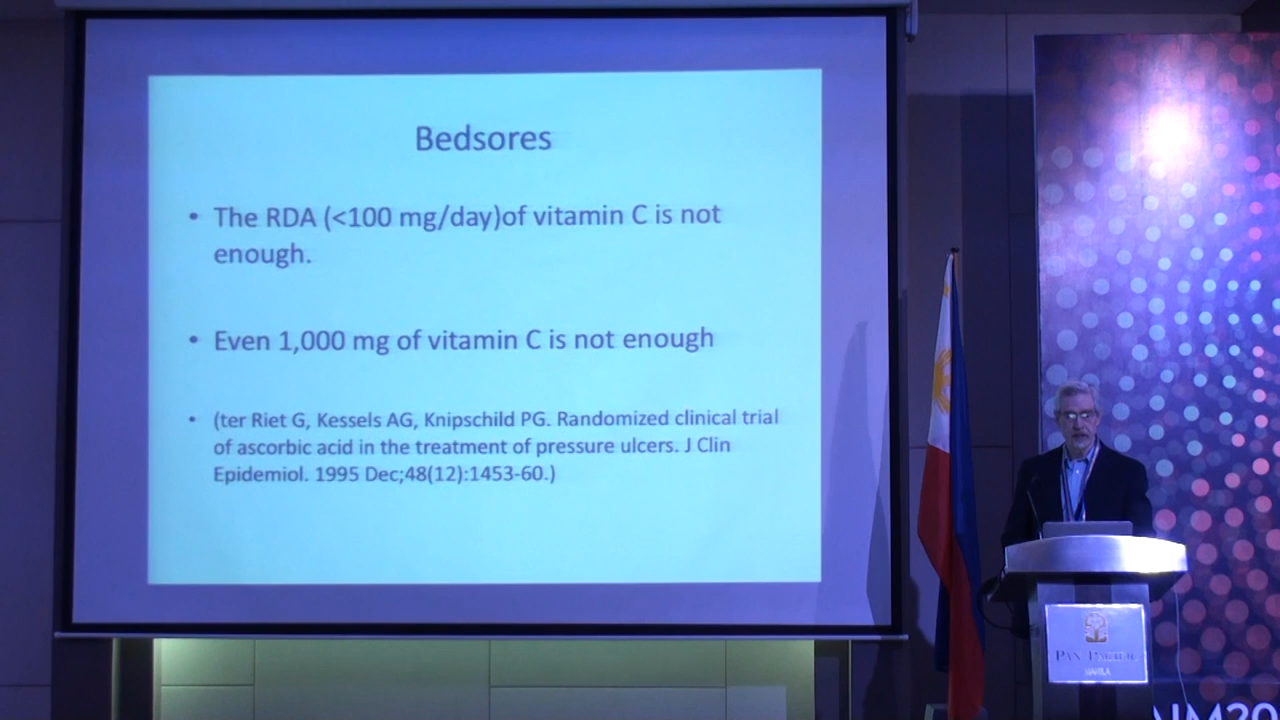 Bedsores
• The RDA (<100 mg/day)of vitamin C is not
enough.
• Even 1,000 mg of vitamin C is not enough
• (ter Riet G, Kessels AG, Knipschild PG. Randomized clinical trial
of ascorbic acid in the treatment of pressure ulcers. J Clin
Epidemiol. 1995 Dec;48(12):1453-60.)
PAN PACIFIC
MANILA